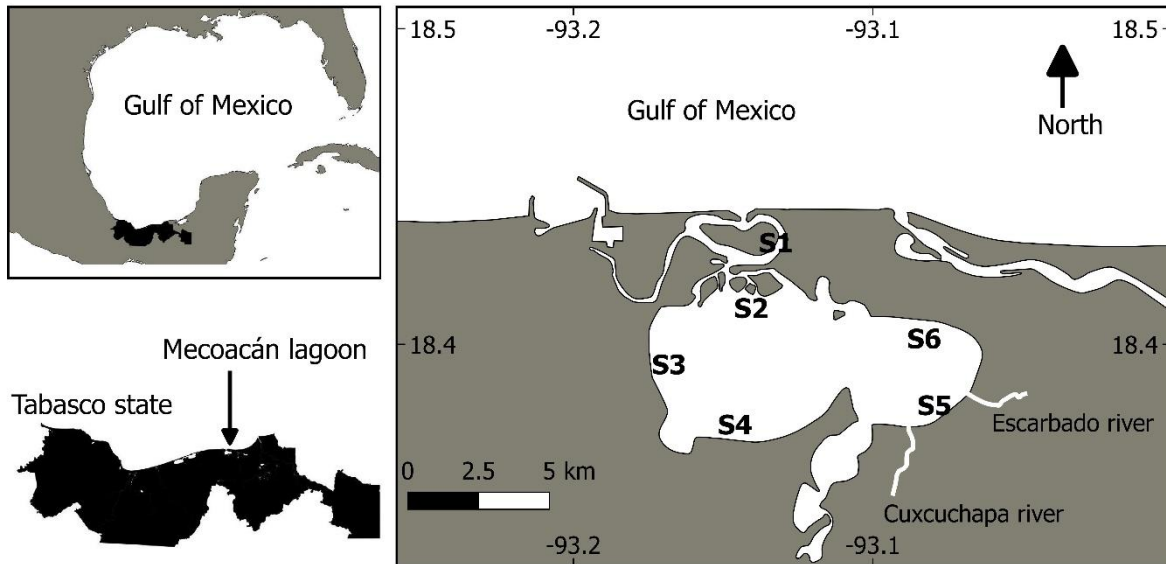 Gulf of Mexico
Mecoacán lagoon
Tabasco state
-93.2 -93.1
18.5 18.5
Gulf of Mexico
North
S1
S2
S6
18.4 18.4
S3
S5
S4
Escarbado river
0 2.5 5 km
Cuxcuchapa river
-93.2 -93.1